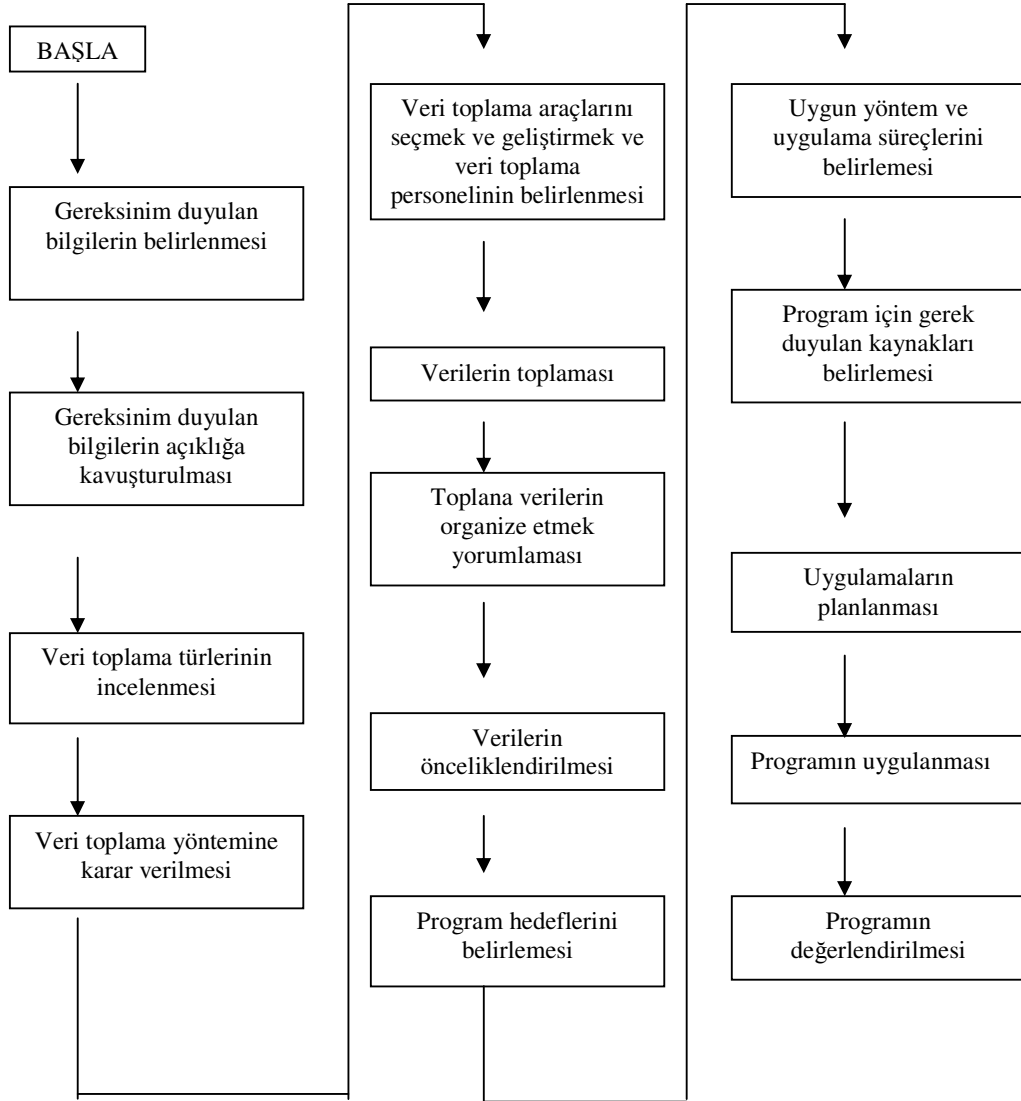 BAŞLA
Gereksinim duyulan
bilgilerin belirlenmesi
Gereksinim duyulan
bilgilerin açıklığa
kavuşturulması
Veri toplama türlerinin
incelenmesi
Veri toplama yöntemine
karar verilmesi
Veri toplama araçlarını
seçmek ve geliştirmek ve
veri toplama
personelinin belirlenmesi
Verilerin toplaması
Toplana verilerin
organize etmek
yorumlaması
Verilerin
önceliklendirilmesi
Program hedeflerini
belirlemesi
Uygun yöntem ve
uygulama süreçlerini
belirlemesi
Program için gerek
duyulan kaynakları
belirlemesi
Uygulamaların
planlanması
Programın uygulanması
Programın
değerlendirilmesi